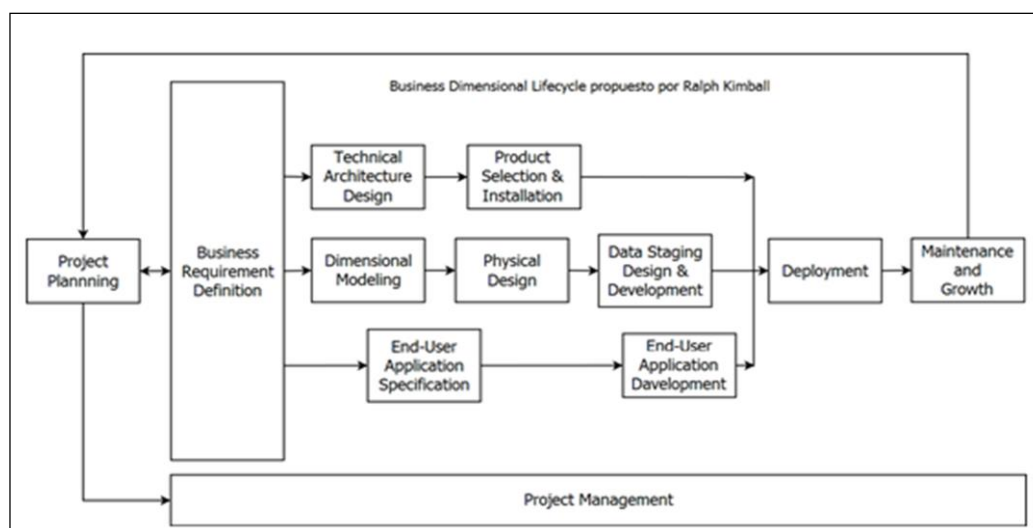 Business Dimensional Lifecycle propuesto por Ralph Kimball
Technical
Architecture
Design
Product
Selection &
Installation
Project
Plannning
Business
Requirement
Definition
Dimensional
Modeling
Physical
Design
Data Staging
Design &
Development
Deployment
Maintenance
and
Growth
End-User
Application
Specification
End-User
Application
Davelopment
Project Management